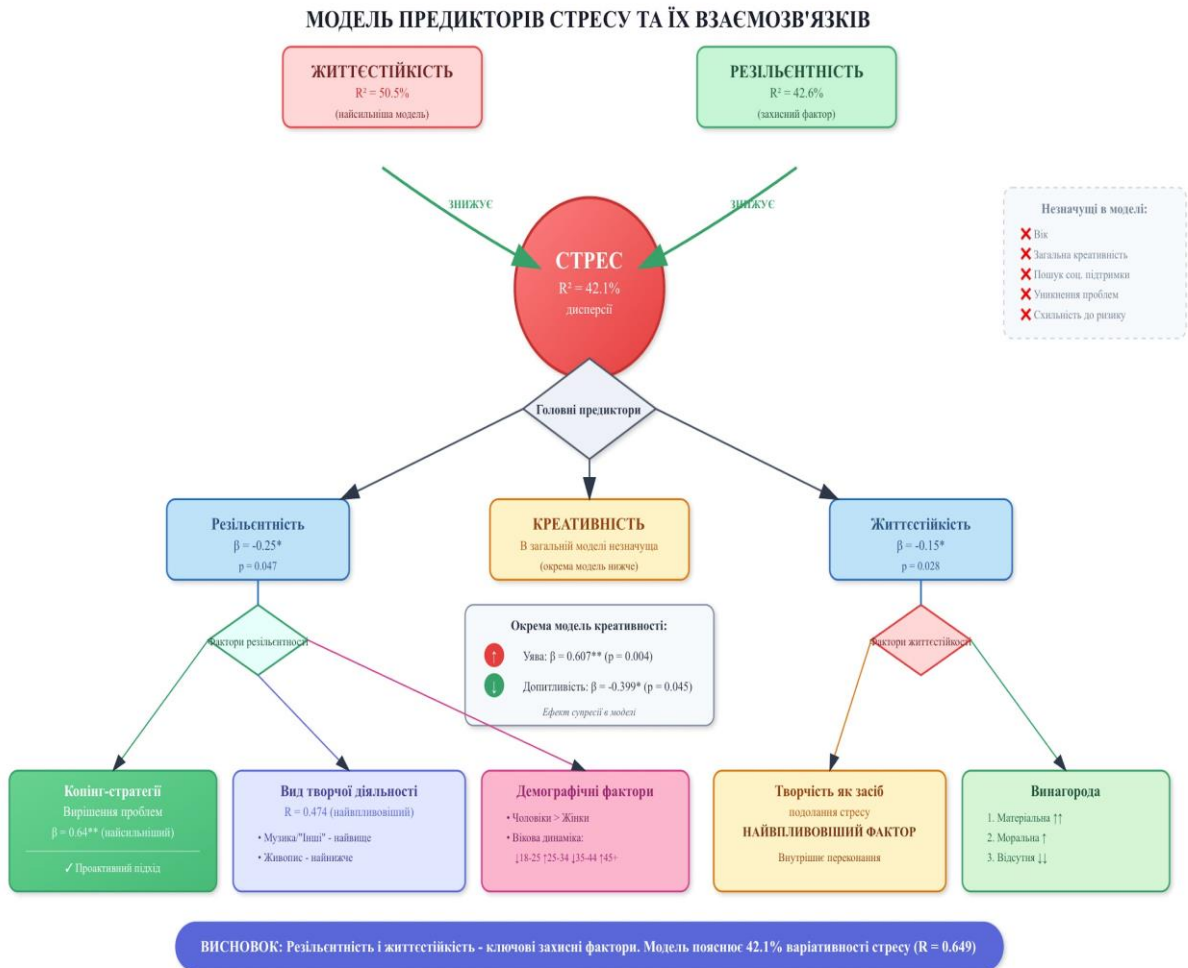 МОДЕЛЬ ПРЕДИКТОРІВ СТРЕСУ ТА ЇХ ВЗАЄМОЗВ'ЯЗКІВ
ЖИТТЄСТІЙКІСТЬ
R² = 50.5%
(найсильніша модель)
РЕЗІЛЬЄНТНІСТЬ
R² = 42.6%
(захисний фактор)
ЗНИЖУЄ
ЗНИЖУЄ
СТРЕС
R² = 42.1%
дисперсії
Незначущі в моделі:
❌ Вік
❌ Загальна креативність
❌ Пошук соц. підтримки
❌ Уникнення проблем
❌ Схильність до ризику
Головні предиктори
Резільєнтність
β = -0.25*
p = 0.047
КРЕАТИВНІСТЬ
В загальній моделі незначуща
(окрема модель нижче)
Життєстійкість
β = -0.15*
p = 0.028
Фактори резільєнтності
Окрема модель креативності:
↑ Уява: β = 0.607** (p = 0.004)
↓ Допитливість: β = -0.399* (p = 0.045)
Ефект супресії в моделі
Фактори життєстійкості
Копінг-стратегії
Вирішення проблем
β = 0.64** (найсильніший)
✓ Проактивний підхід
Вид творчої діяльності
R = 0.474 (найвпливовіший)
• Музика/"Інші" - найвище
• Живопис - найнижче
Демографічні фактори
• Чоловіки > Жінки
• Вікова динаміка:
↓18-25 ↑25-34 ↓35-44 ↑45+
Творчість як засіб
подолання стресу
НАЙВПЛИВОВІШИЙ ФАКТОР
Внутрішнє переконання
Винагорода
1. Матеріальна ↑↑
2. Моральна ↑
3. Відсутня ↓↓
ВИСНОВОК: Резільєнтність і життєстійкість - ключові захисні фактори. Модель пояснює 42.1% варіативності стресу (R = 0.649)